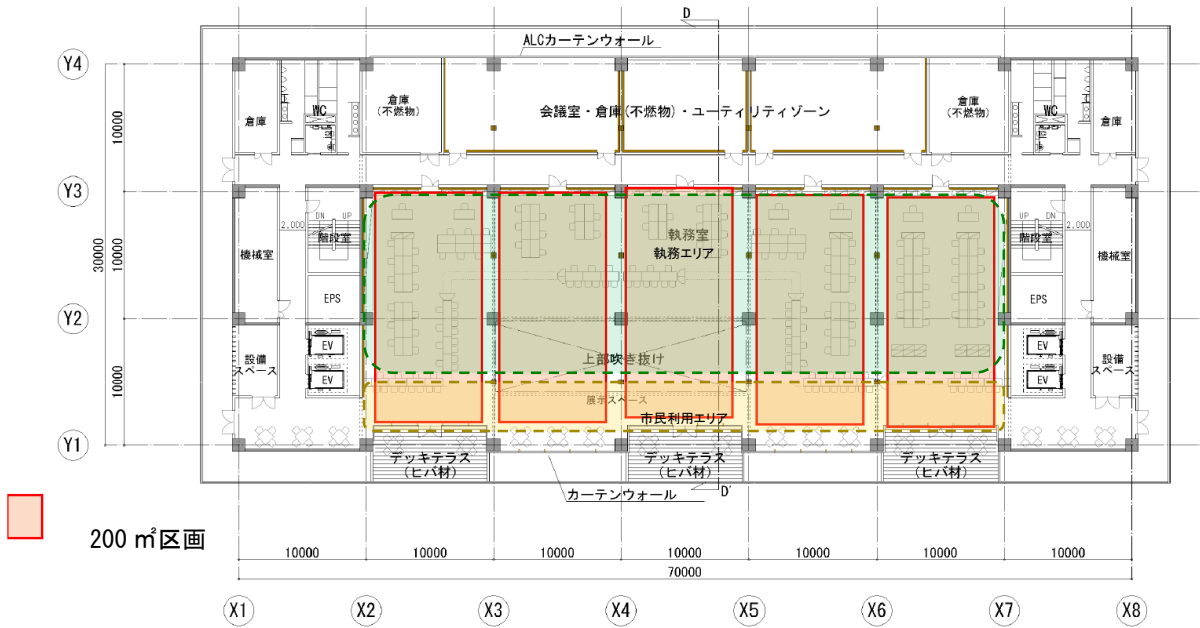 D
ALCカーテンウォール
Y4
倉庫
WC
倉庫
(不燃物)
会議室・倉庫(不燃物)・ユーティリティゾーン
倉庫
(不燃物)
WC
倉庫
10000
Y3
2,000
DN UP
階段室
機械室
執務室
執務エリア
UP DN
階段室
2,000
機械室
30000
10000
EPS
EPS
Y2
設備
スペース
EV
EV
上部吹き抜け
展示スペース
市民利用エリア
EV
EV
設備
スペース
10000
Y1
デッキテラス
(ヒバ材)
デッキテラス
(ヒバ材)
デッキテラス
(ヒバ材)
カーテンウォール
D'
200 ㎡区画
10000 10000 10000 10000 10000 10000 10000
70000
X1 X2 X3 X4 X5 X6 X7 X8